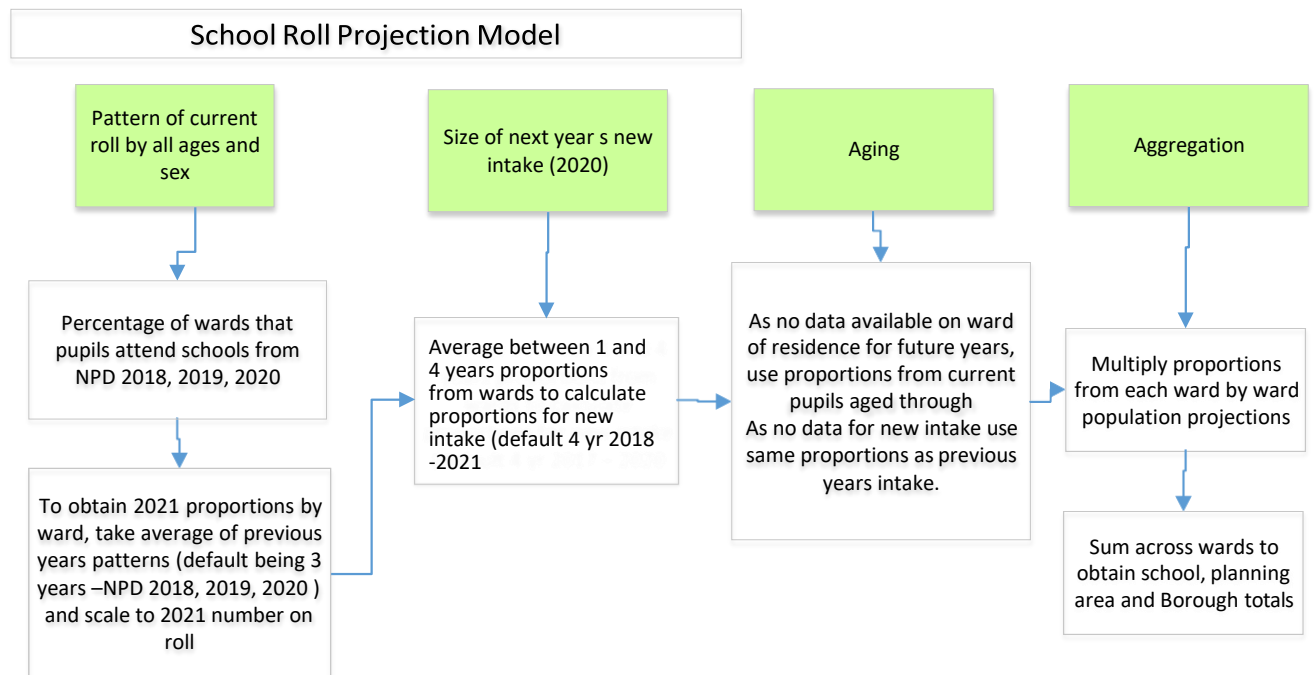 School Roll Projection Model
Pattern of current
roll by all ages and
sex
Size of next year s new
intake (2020)
Aging
Aggregation
Percentage of wards that
pupils attend schools from
NPD 2018, 2019, 2020
Average between 1 and
4 years proportions
from wards to calculate
proportions for new
intake (default 4 yr 2018
-2021
As no data available on ward
of residence for future years,
use proportions from current
pupils aged through
As no data for new intake use
same proportions as previous
years intake.
Multiply proportions
from each ward by ward
population projections
To obtain 2021 proportions by
ward, take average of previous
years patterns (default being 3
years –NPD 2018, 2019, 2020 )
and scale to 2021 number on
roll
Sum across wards to
obtain school, planning
area and Borough totals